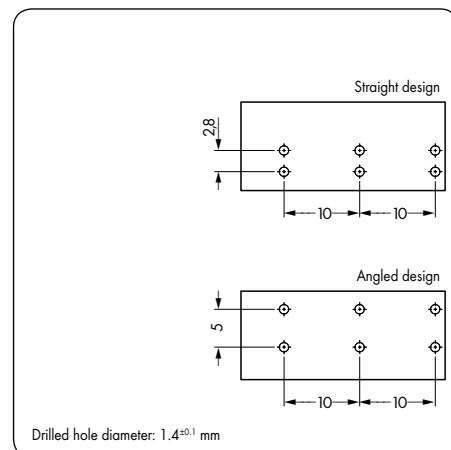 Straight design
2,8
10 10
Angled design
5
10 10
Drilled hole diameter: 1.4±0.1 mm